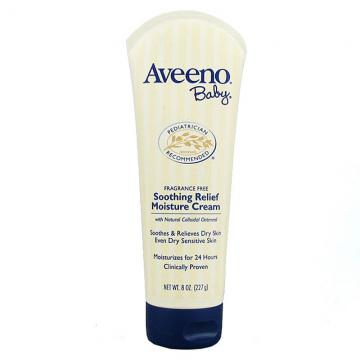 Aveeno®
Baby®
PEDIATRICIAN
RECOMMENDED
FRAGRANCE FREE
Soothing Relief
Moisture Cream
with Natural Colloidal Oatmeal
Soothes & Relieves Dry Skin
Even Dry Sensitive Skin
Moisturizes for 24 Hours
Clinically Proven
NET WT. 8 OZ. (227g)